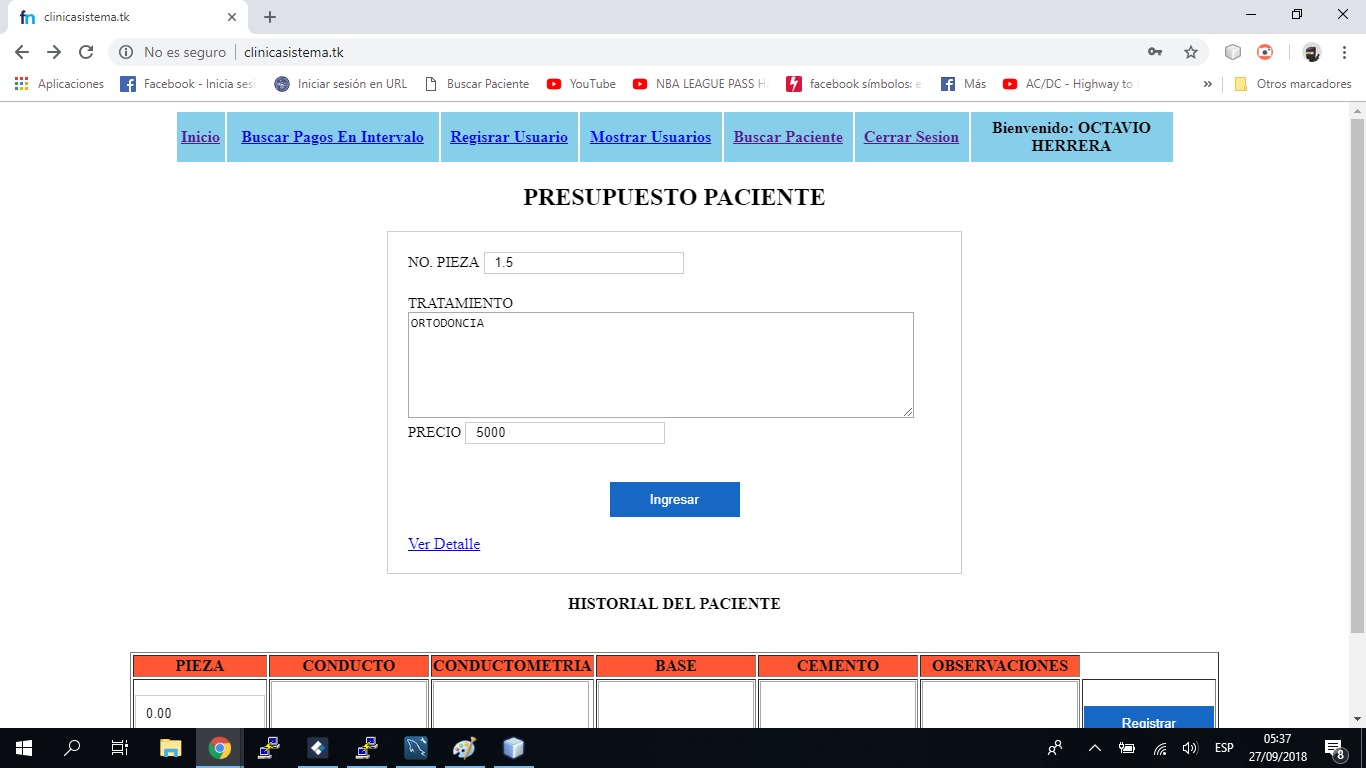 clinicasistema.tk
No es seguro clinicasistema.tk
Aplicaciones Facebook - Inicia sesi Iniciar sesión en URL Buscar Paciente YouTube NBA LEAGUE PASS H facebook símbolos: e Más AC/DC - Highway to » Otros marcadores
Inicio Buscar Pagos En Intervalo Regisrar Usuario Mostrar Usuarios Buscar Paciente Cerrar Sesion Bienvenido: OCTAVIO
HERRERA
PRESUPUESTO PACIENTE
NO. PIEZA 1.5
TRATAMIENTO
ORTODONCIA
PRECIO 5000
Ingresar
Ver Detalle
HISTORIAL DEL PACIENTE
PIEZA CONDUCTO CONDUCTOMETRIA BASE CEMENTO OBSERVACIONES
0.00
Registrar
ESP 05:37
27/09/2018 8